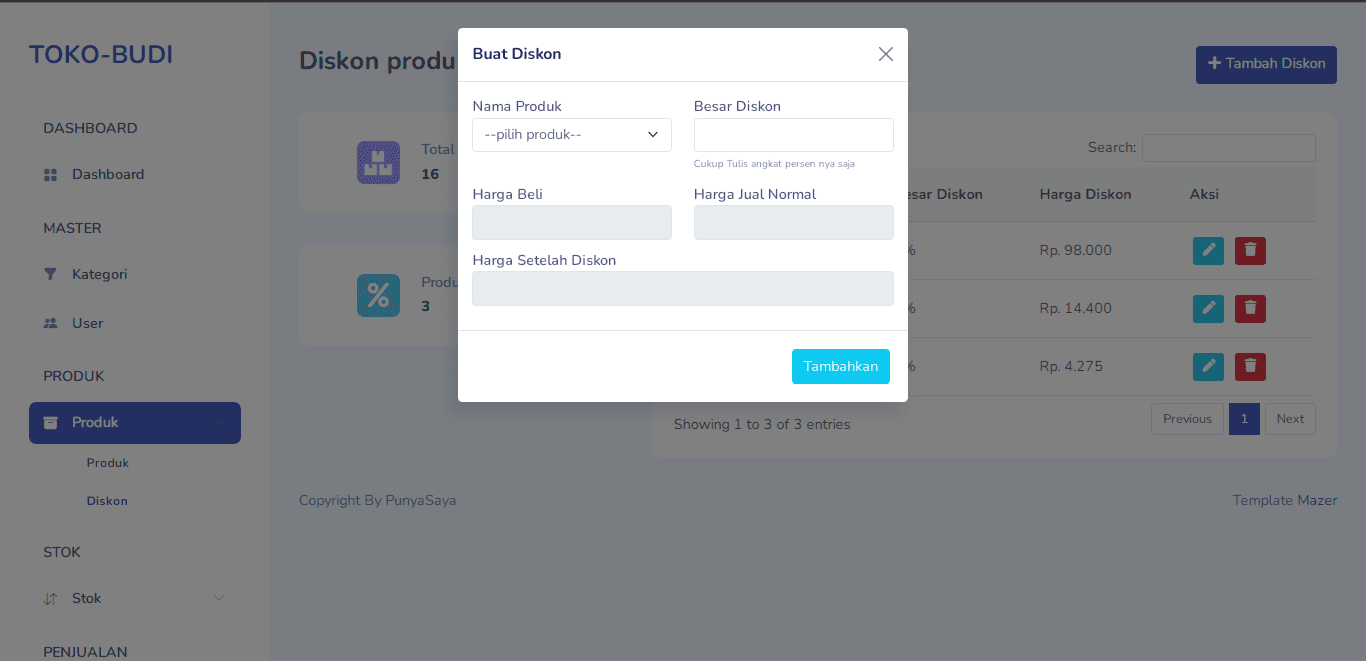 TOKO-BUDI
DASHBOARD
Dashboard
MASTER
Kategori
User
PRODUK
Produk
Produk
Diskon
STOK
Stok
PENJUALAN
Diskon produ
Tambah Diskon
Total
16
Produ
3
Buat Diskon
Nama Produk
Besar Diskon
--pilih produk--
Cukup Tulis angkat persen nya saja
Harga Beli
Harga Jual Normal
Harga Setelah Diskon
Tambahkan
Search:
esar Diskon Harga Diskon Aksi
% Rp. 98.000
% Rp. 14.400
% Rp. 4.275
Showing 1 to 3 of 3 entries
Previous 1 Next
Copyright By PunyaSaya
Template Mazer